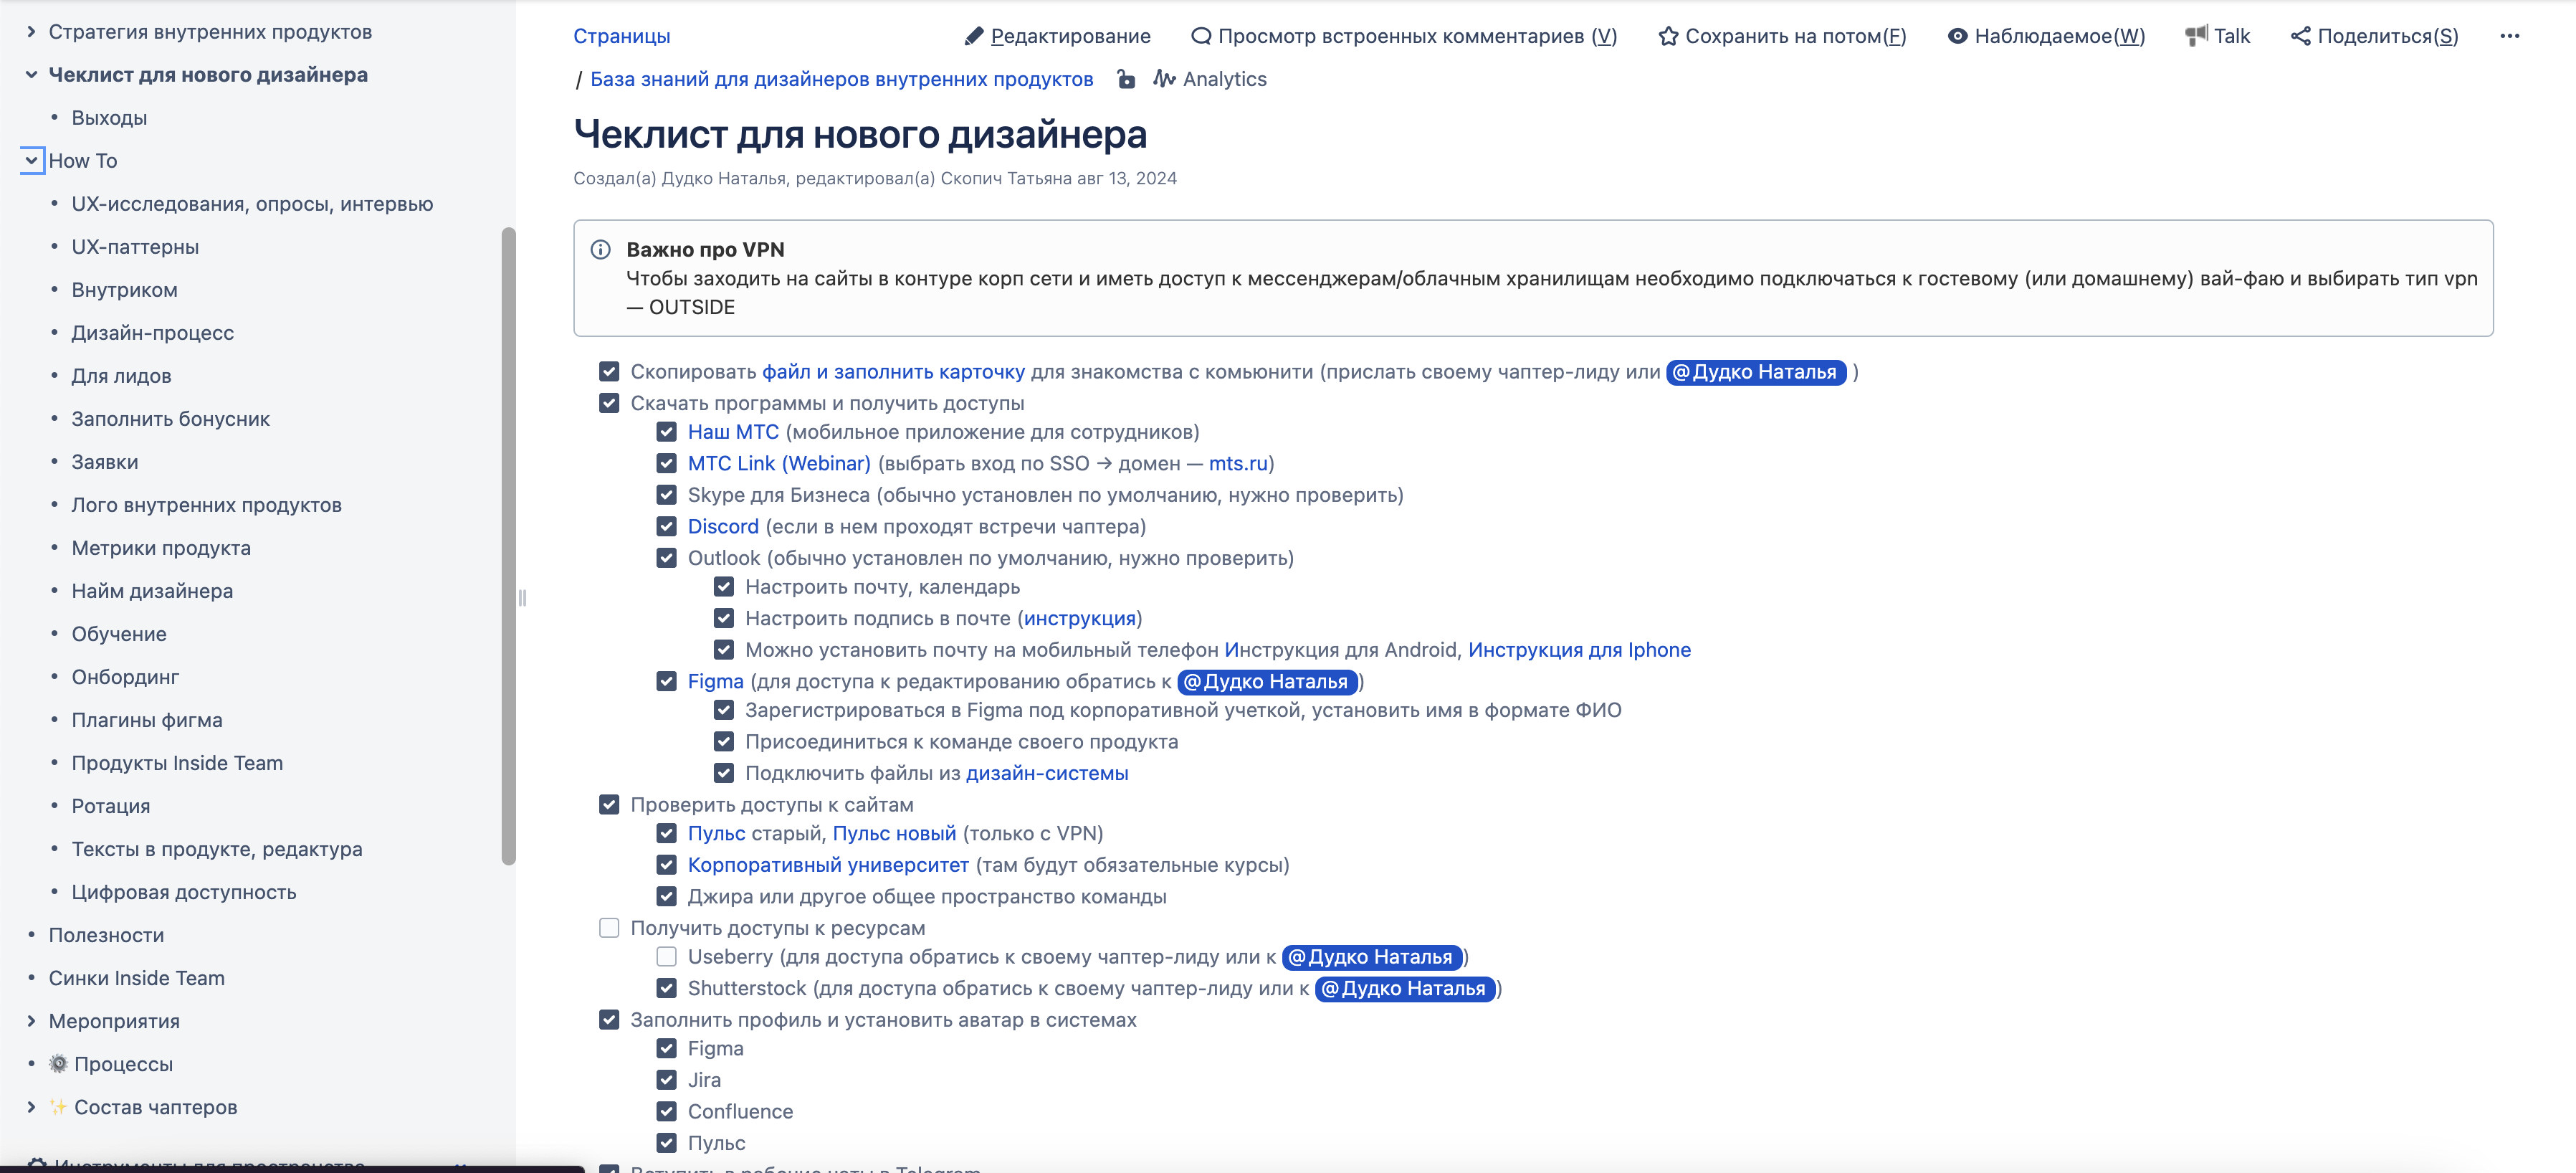 Стратегия внутренних продуктов
Чеклист для нового дизайнера
Выходы
How To
UX-исследования, опросы, интервью
UX-паттерны
Внутриком
Дизайн-процесс
Для лидов
Заполнить бонусник
Заявки
Лого внутренних продуктов
Метрики продукта
Найм дизайнера
Обучение
Онбординг
Плагины фигма
Продукты Inside Team
Ротация
Тексты в продукте, редактура
Цифровая доступность
Полезности
Синки Inside Team
Мероприятия
Процессы
Состав чаптеров
Инструменты для пространства
Страницы
Редактирование
Просмотр встроенных комментариев (V)
Сохранить на потом(F)
Наблюдаемое(W)
Talk
Поделиться(S)
/ База знаний для дизайнеров внутренних продуктов
Analytics
Чеклист для нового дизайнера
Создал(а) Дудко Наталья, редактировал(а) Скопич Татьяна авг 13, 2024
Важно про VPN
Чтобы заходить на сайты в контуре корп сети и иметь доступ к мессенджерам/облачным хранилищам необходимо подключаться к гостевому (или домашнему) вай-фаю и выбирать тип vpn
— OUTSIDE
Скопировать файл и заполнить карточку для знакомства с комьюнити (прислать своему чаптер-лиду или @Дудко Наталья )
Скачать программы и получить доступы
Наш МТС (мобильное приложение для сотрудников)
МТС Link (Webinar) (выбрать вход по SSO → домен — mts.ru)
Skype для Бизнеса (обычно установлен по умолчанию, нужно проверить)
Discord (если в нем проходят встречи чаптера)
Outlook (обычно установлен по умолчанию, нужно проверить)
Настроить почту, календарь
Настроить подпись в почте (инструкция)
Можно установить почту на мобильный телефон Инструкция для Android, Инструкция для Iphone
Figma (для доступа к редактированию обратись к @Дудко Наталья)
Зарегистрироваться в Figma под корпоративной учеткой, установить имя в формате ФИО
Присоединиться к команде своего продукта
Подключить файлы из дизайн-системы
Проверить доступы к сайтам
Пульс старый, Пульс новый (только с VPN)
Корпоративный университет (там будут обязательные курсы)
Джира или другое общее пространство команды
Получить доступы к ресурсам
Useberry (для доступа обратись к своему чаптер-лиду или к @Дудко Наталья)
Shutterstock (для доступа обратись к своему чаптер-лиду или к @Дудко Наталья)
Заполнить профиль и установить аватар в системах
Figma
Jira
Confluence
Пульс
Вступить в рабочие чаты в Telegram